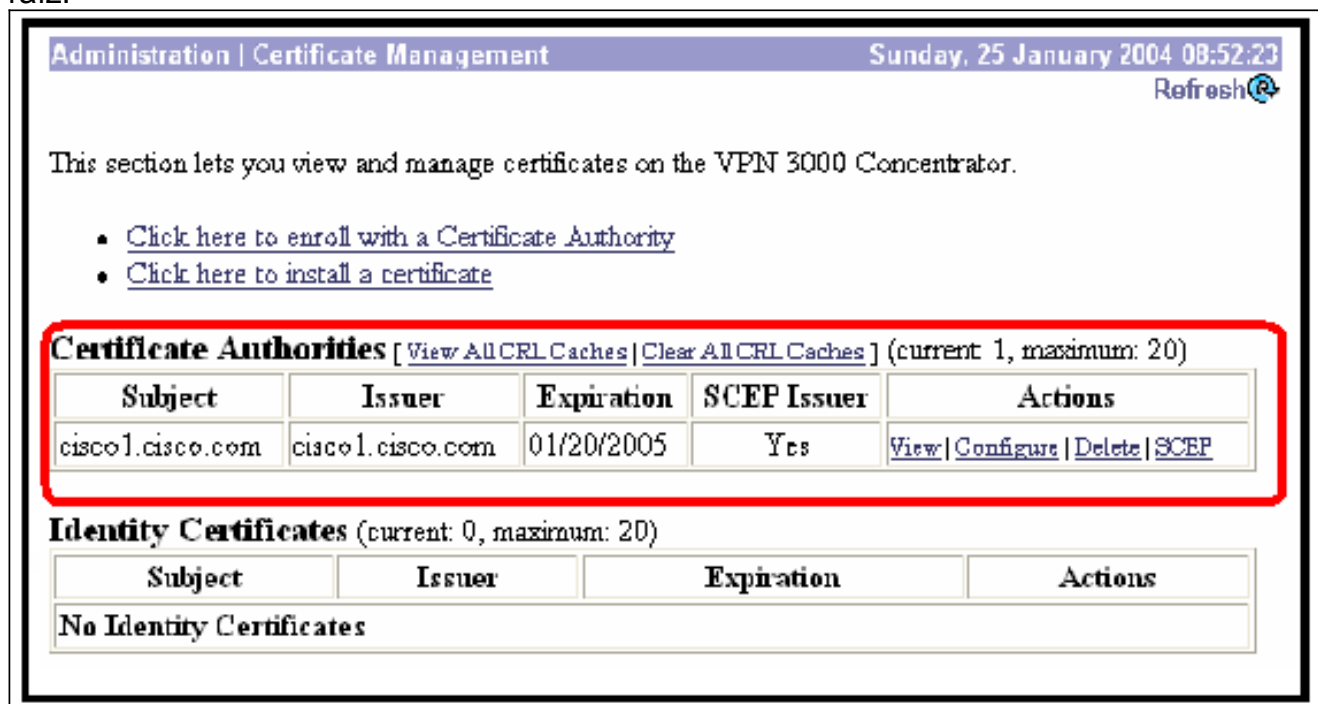 raíz.
Administration | Certificate Management Sunday, 25 January 2004 08:52:23
Refresh
This section lets you view and manage certificates on the VPN 3000 Concentrator.
• Click here to enroll with a Certificate Authority
• Click here to install a certificate
Certificate Authorities [ View All CRL Caches | Clear All CRL Caches ] (current: 1, maximum: 20)
Subject Issuer Expiration SCEP Issuer Actions
cisco1.cisco.com cisco1.cisco.com 01/20/2005 Yes View | Configure | Delete | SCEP
Identity Certificates (current: 0, maximum: 20)
Subject Issuer Expiration Actions
No Identity Certificates